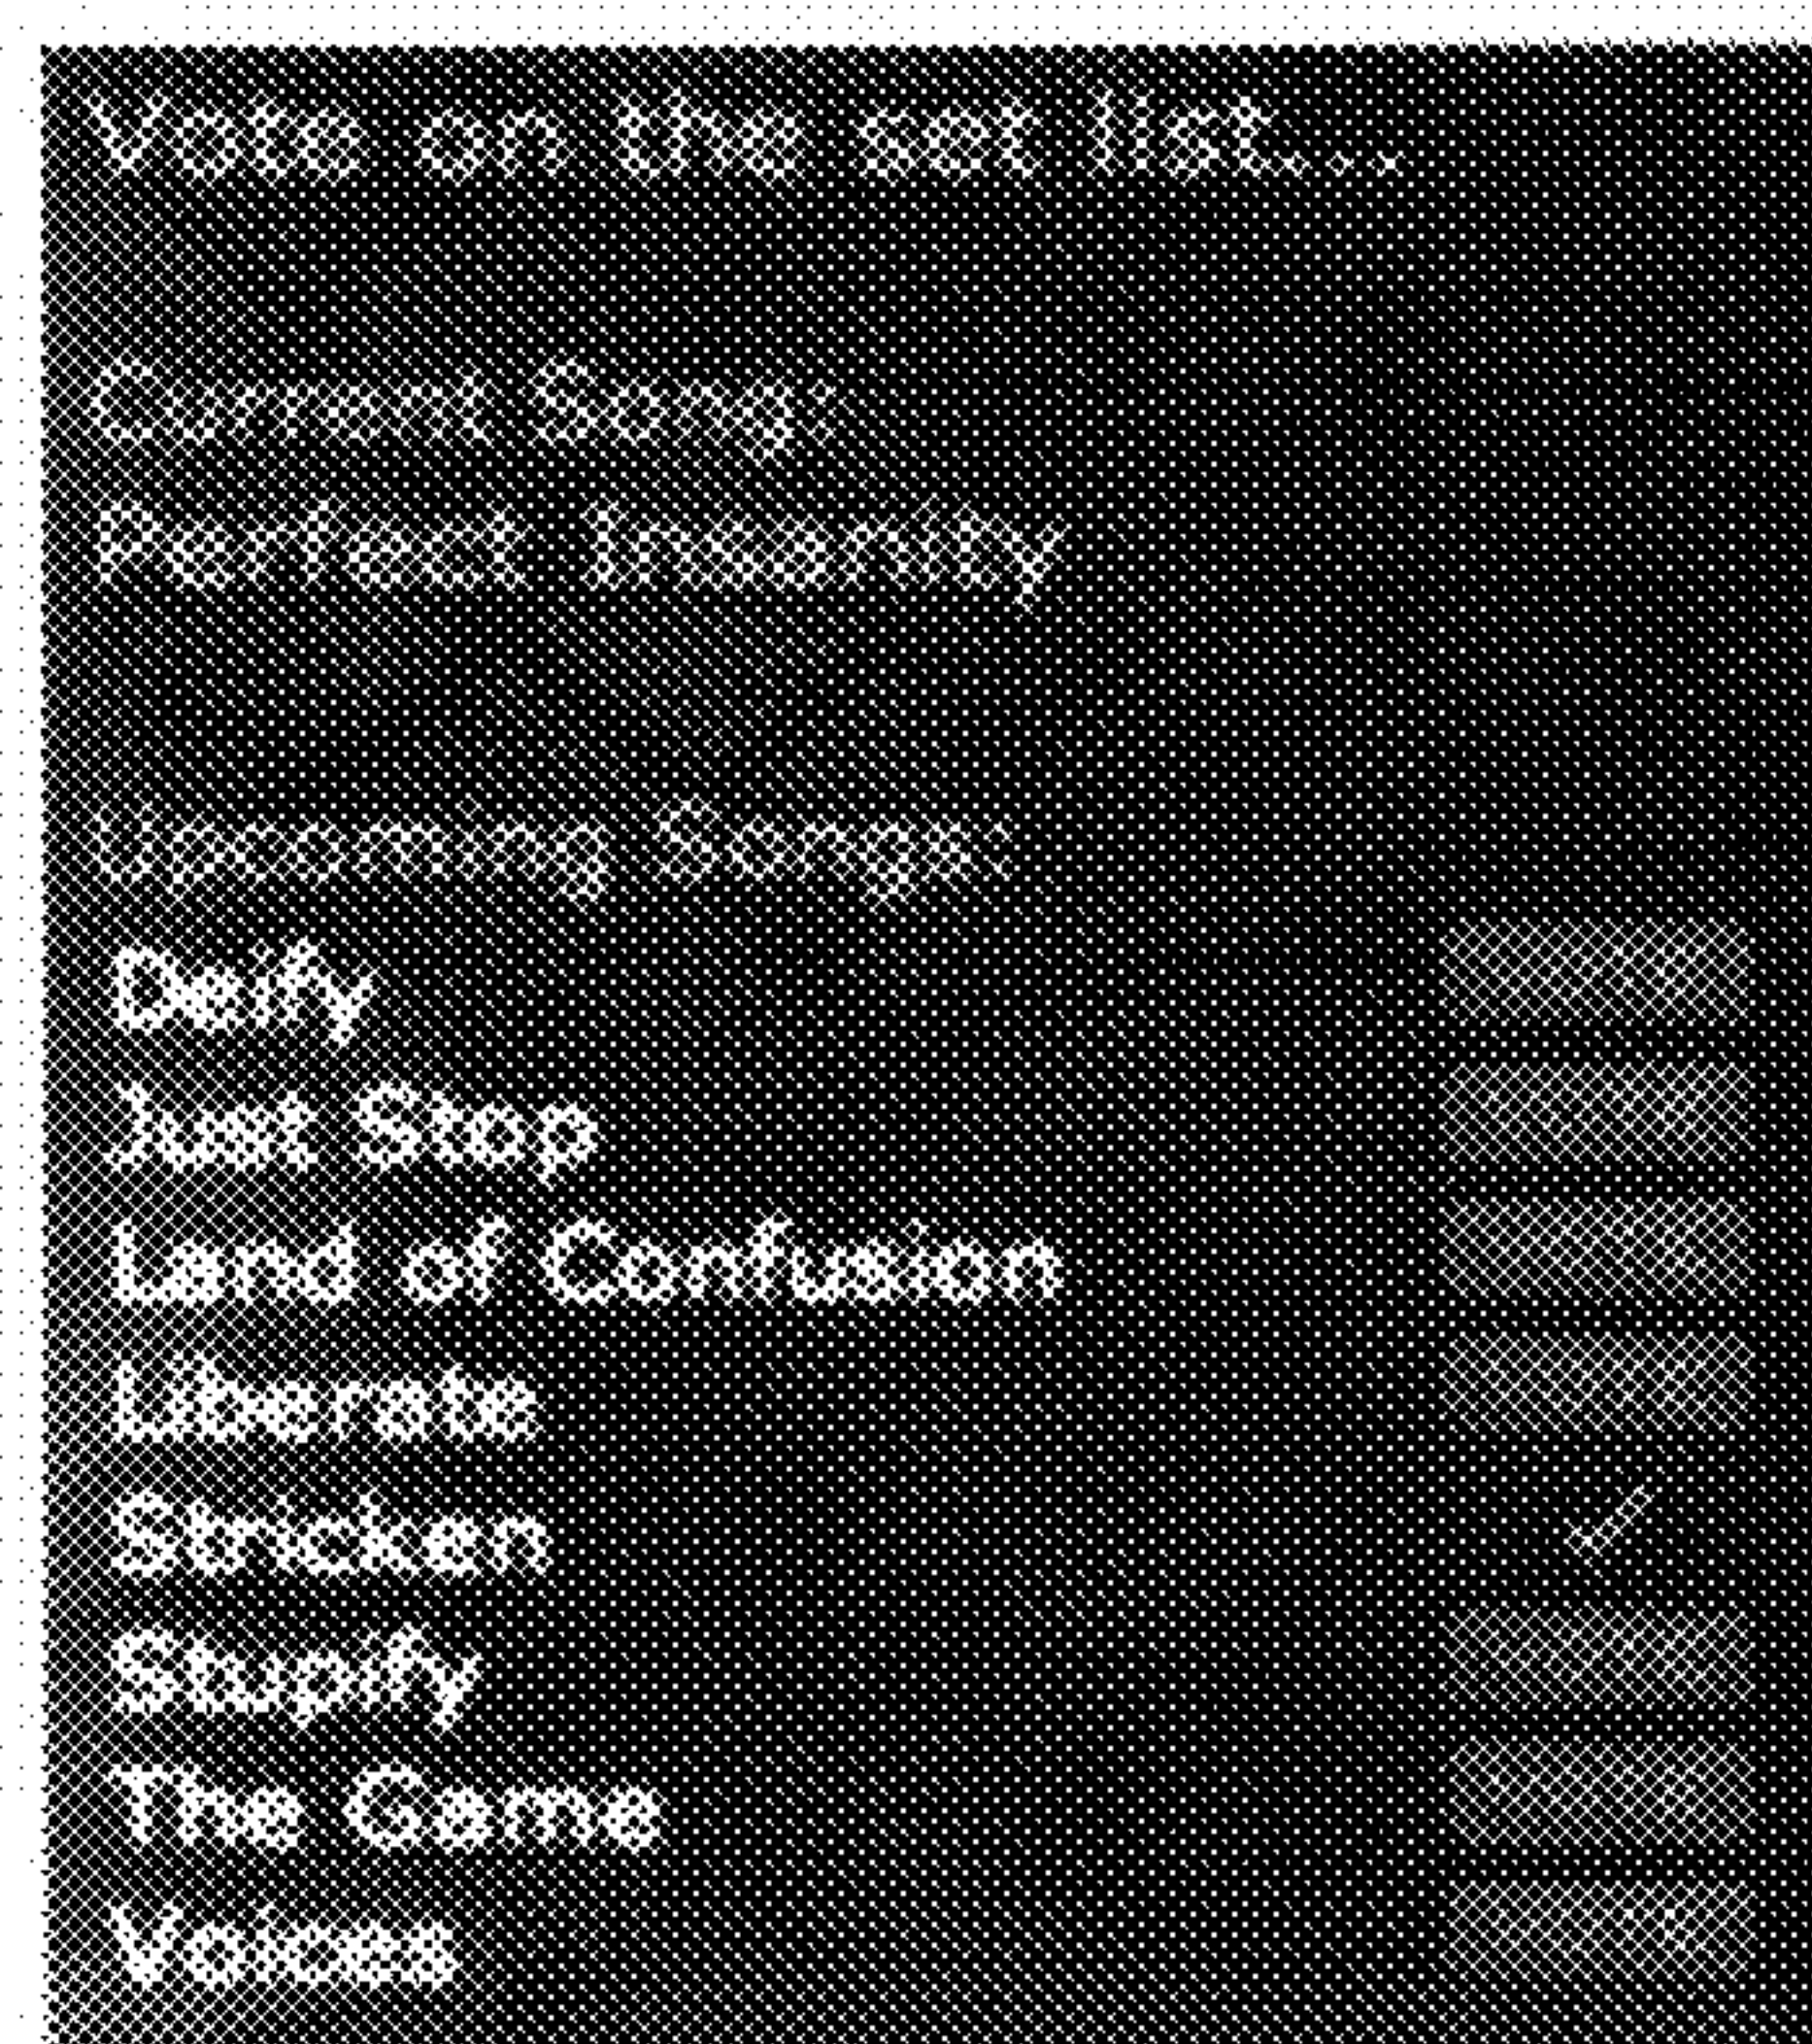 Vote on the set list...
Current Song:
Perfect Insanity
Upcoming Songs:
Deify
Just Stop
Land of Confusion
Liberate
Stricken
✓
Stupify
The Game
Voices